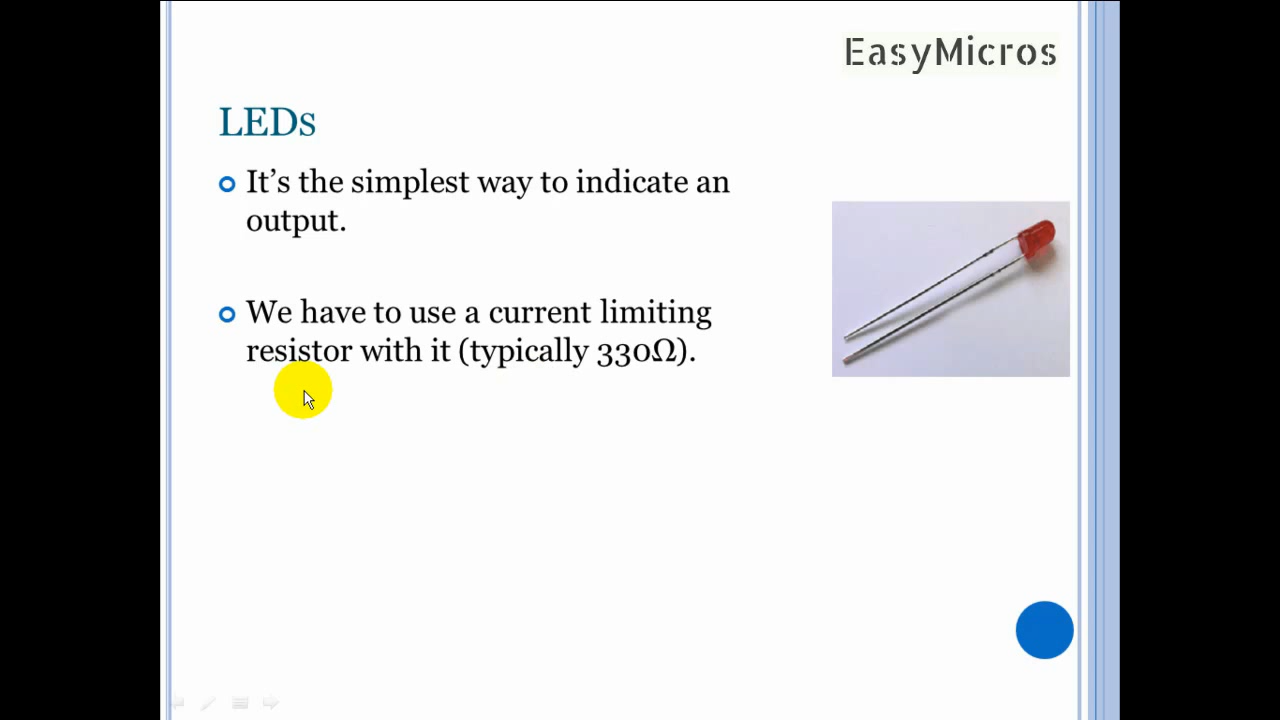 EasyMicros
LEDs
It’s the simplest way to indicate an
output.
We have to use a current limiting
resistor with it (typically 330Ω).